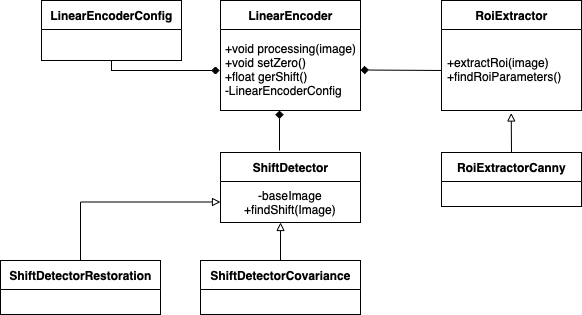 LinearEncoderConfig
LinearEncoder
+void processing(image)
+void setZero()
+float gerShift()
-LinearEncoderConfig
RoiExtractor
+extractRoi(image)
+findRoiParameters()
ShiftDetector
-baseImage
+findShift(Image)
RoiExtractorCanny
ShiftDetectorRestoration
ShiftDetectorCovariance